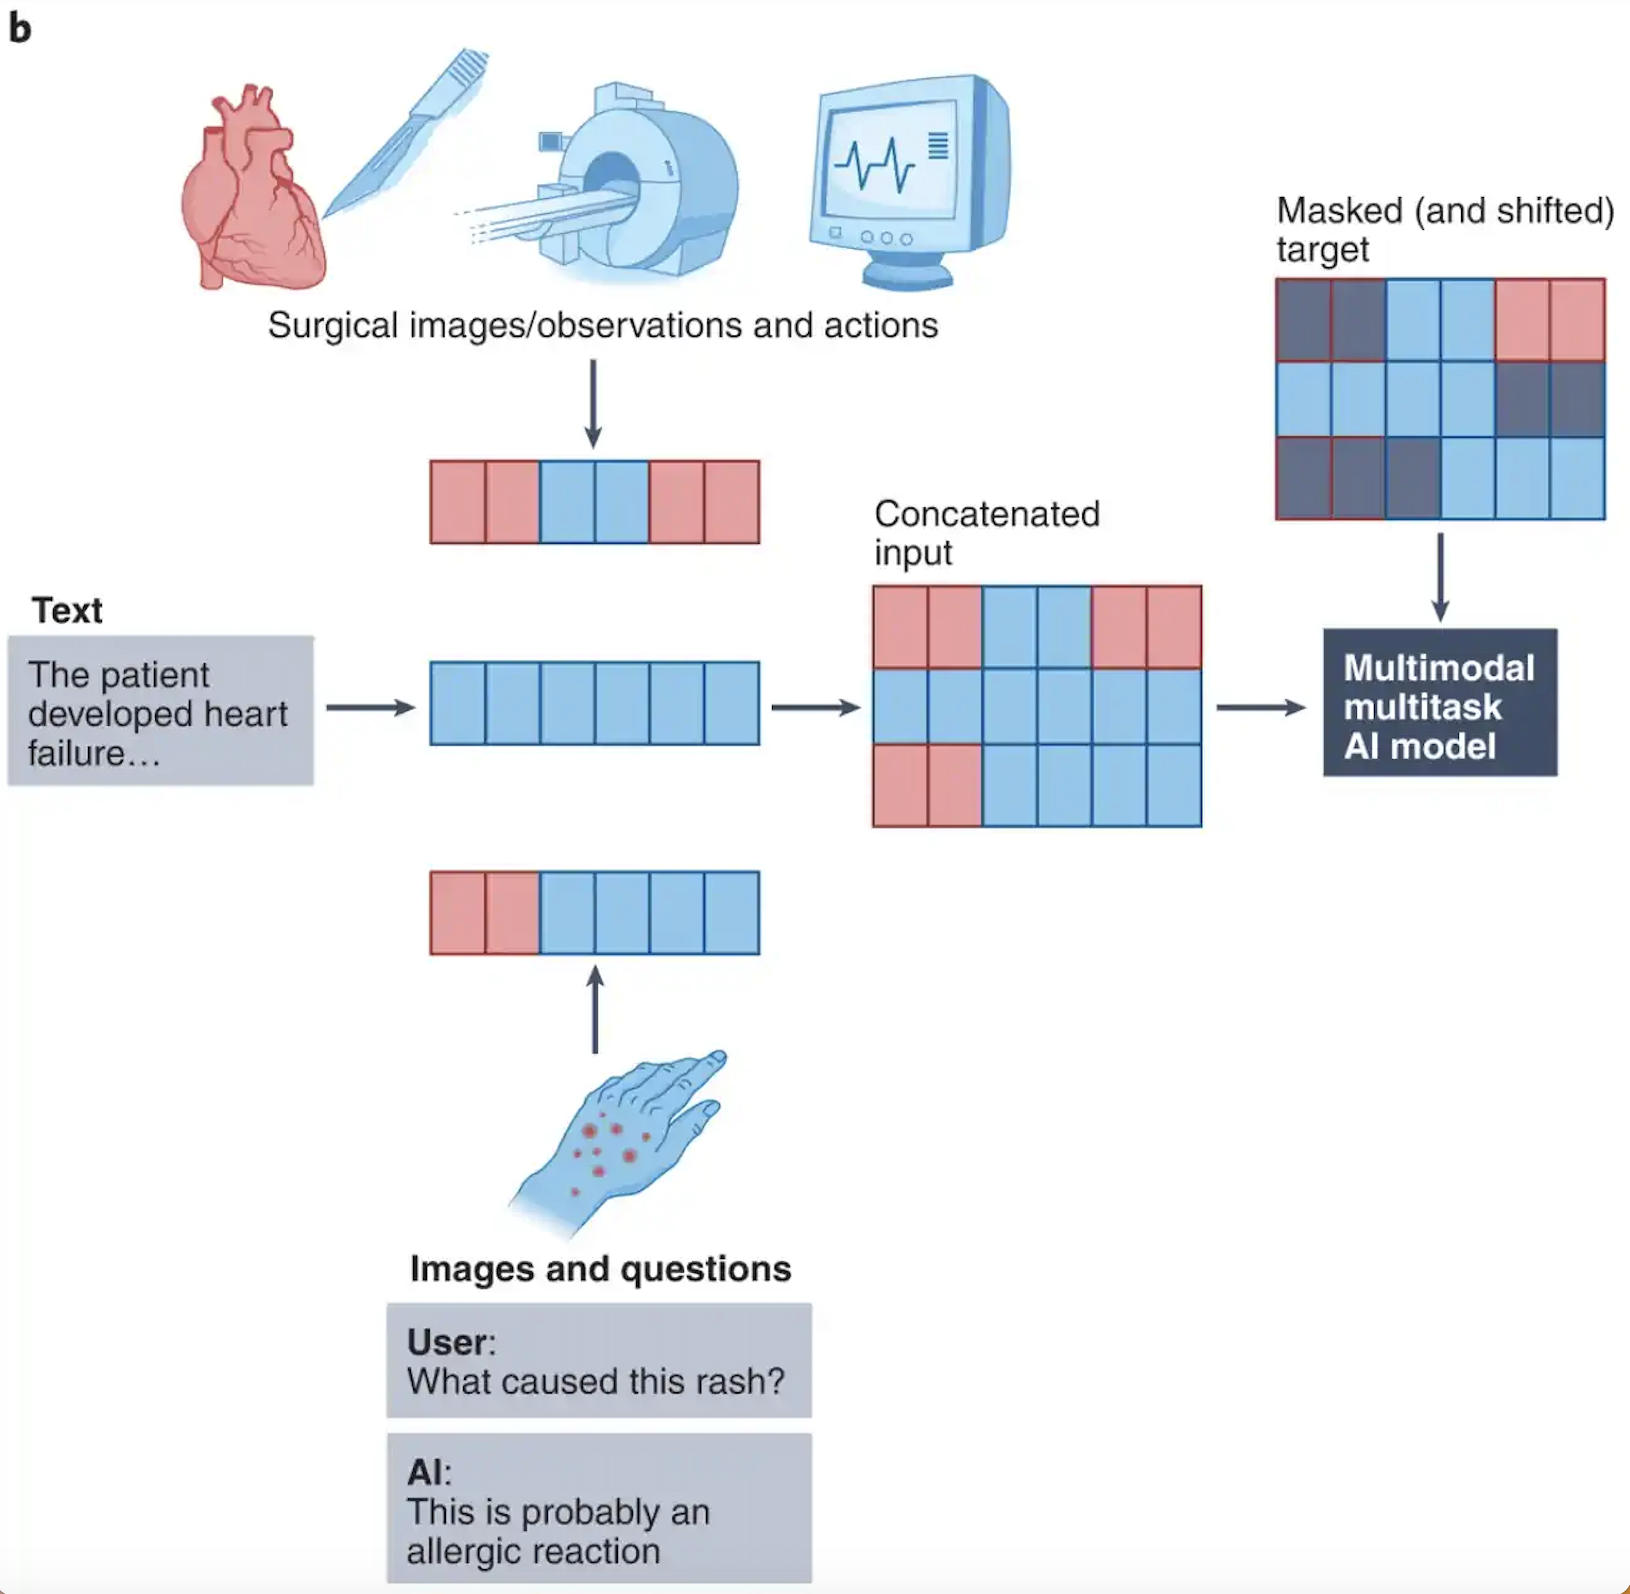 b
Surgical images/observations and actions
Masked (and shifted)
target
Concatenated
input
Text
The patient
developed heart
failure…
Multimodal
multitask
AI model
Images and questions
User:
What caused this rash?
AI:
This is probably an
allergic reaction